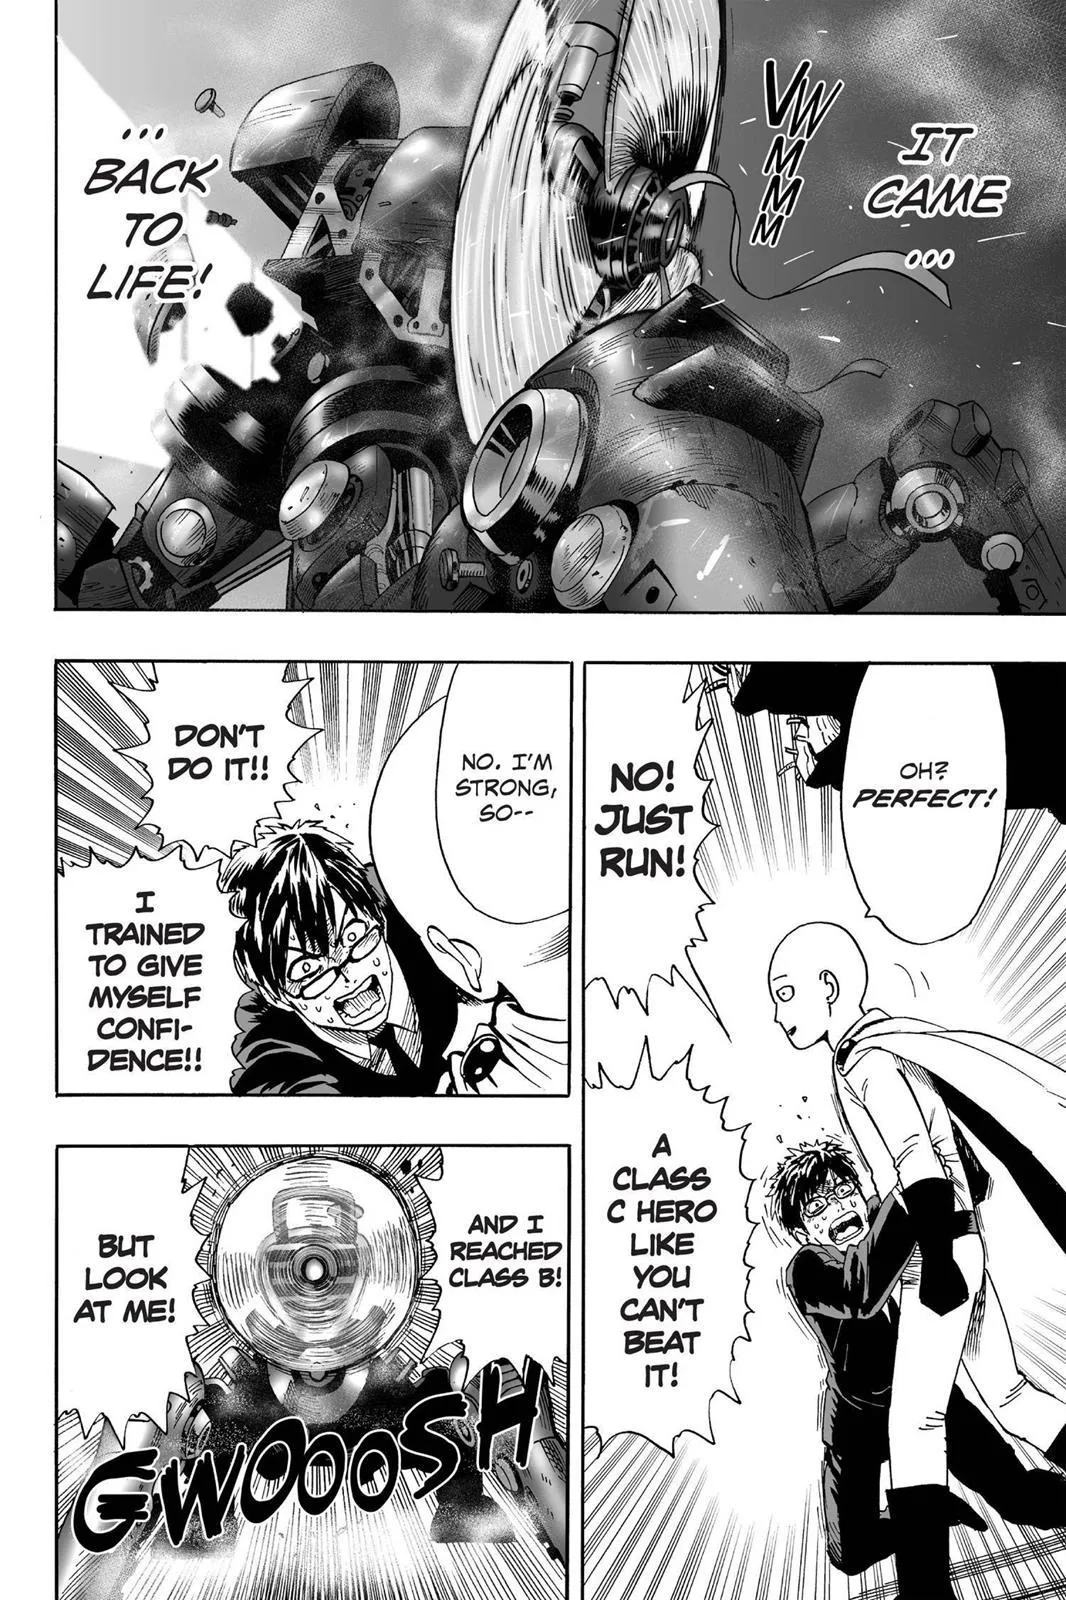 IT
CAME
...
VWMMMM
...
BACK
TO
LIFE!
OH?
PERFECT!
NO!
JUST
RUN!
A
CLASS
C HERO
LIKE
YOU
CAN'T
BEAT
IT!
NO. I'M
STRONG,
SO--
DON'T
DO IT!!
I
TRAINED
TO GIVE
MYSELF
CONFI-
DENCE!!
AND I
REACHED
CLASS B!
BUT
LOOK
AT ME!
GWOOOSH